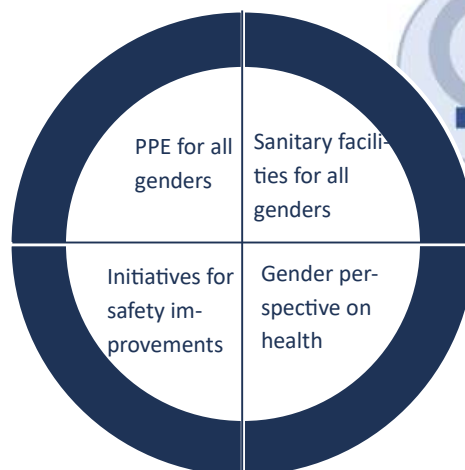 PPE for all
genders
Sanitary facili-
ties for all
genders
Initiatives for
safety im-
provements
Gender per-
spective on
health